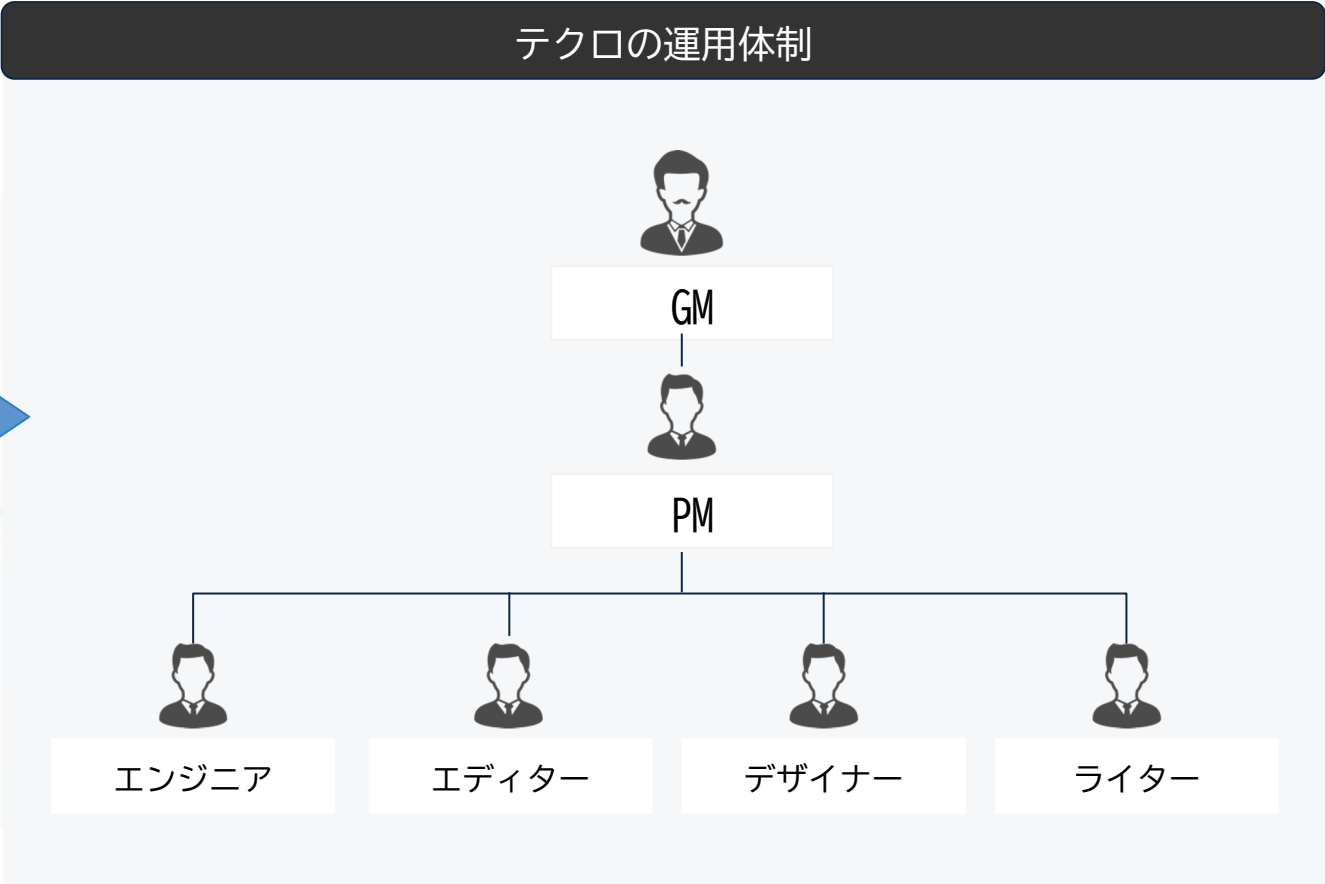 テクロの運用体制
GM
PM
エンジニア
エディター
デザイナー
ライター